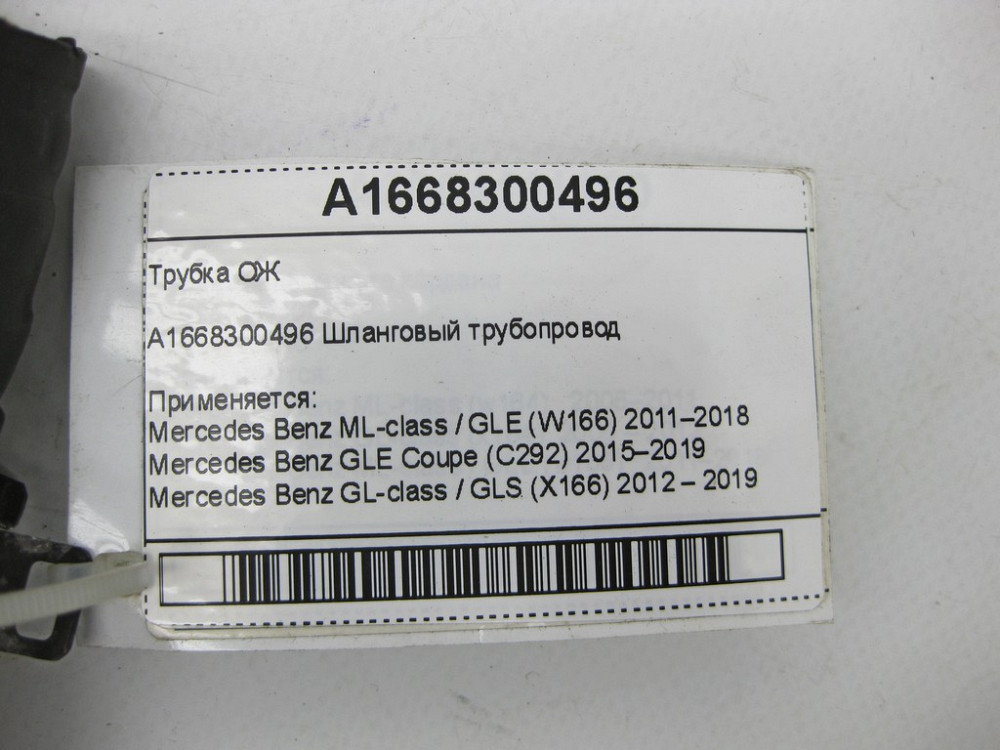 A1668300496
Трубка ОЖ
A1668300496 Шланговый трубопровод
Применяется:
Mercedes Benz ML-class / GLE (W166) 2011–2018
Mercedes Benz GLE Coupe (C292) 2015–2019
Mercedes Benz GL-class / GLS (X166) 2012 – 2019